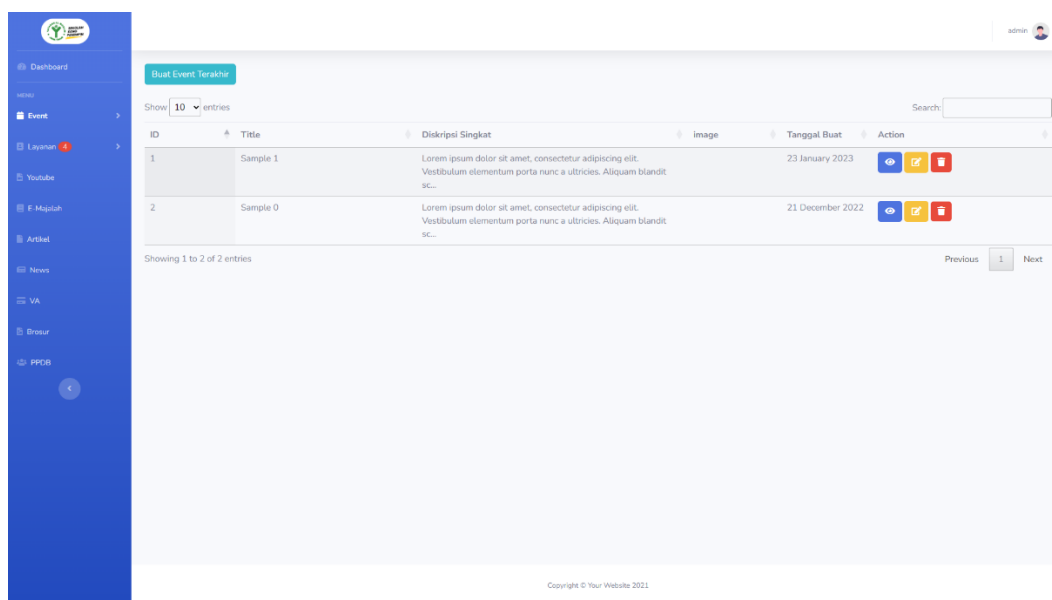 admin
Dashboard
MENU
Event
Layanan 4
Youtube
E-Majalah
Artikel
News
VA
Brosur
PPDB
Buat Event Terakhir
Show 10 entries
Search:
ID Title Diskripsi Singkat image Tanggal Buat Action
1 Sample 1 Lorem ipsum dolor sit amet, consectetur adipiscing elit. 23 January 2023
Vestibulum elementum porta nunc a ultricies. Aliquam blandit
sc...
2 Sample 0 Lorem ipsum dolor sit amet, consectetur adipiscing elit. 21 December 2022
Vestibulum elementum porta nunc a ultricies. Aliquam blandit
sc...
Showing 1 to 2 of 2 entries
Previous 1 Next
Copyright © Your Website 2021